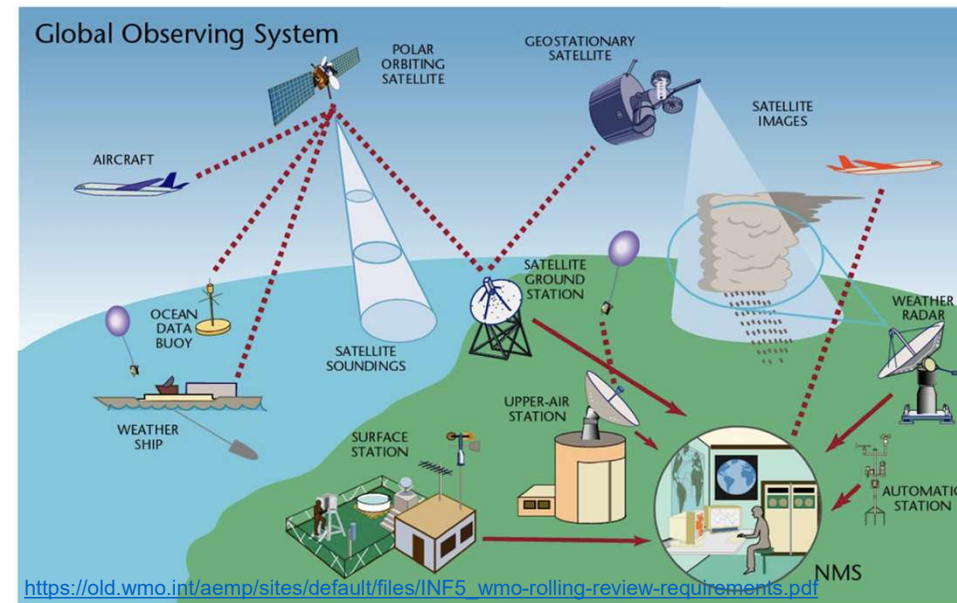 Global Observing System
POLAR
ORBITING
SATELLITE
GEOSTATIONARY
SATELLITE
SATELLITE
IMAGES
AIRCRAFT
OCEAN
DATA
BUOY
SATELLITE
SOUNDINGS
SATELLITE
GROUND
STATION
WEATHER
RADAR
WEATHER
SHIP
UPPER-AIR
STATION
SURFACE
STATION
AUTOMATIC
STATION
NMS
https://old.wmo.int/aemp/sites/default/files/INF5_wmo-rolling-review-requirements.pdf